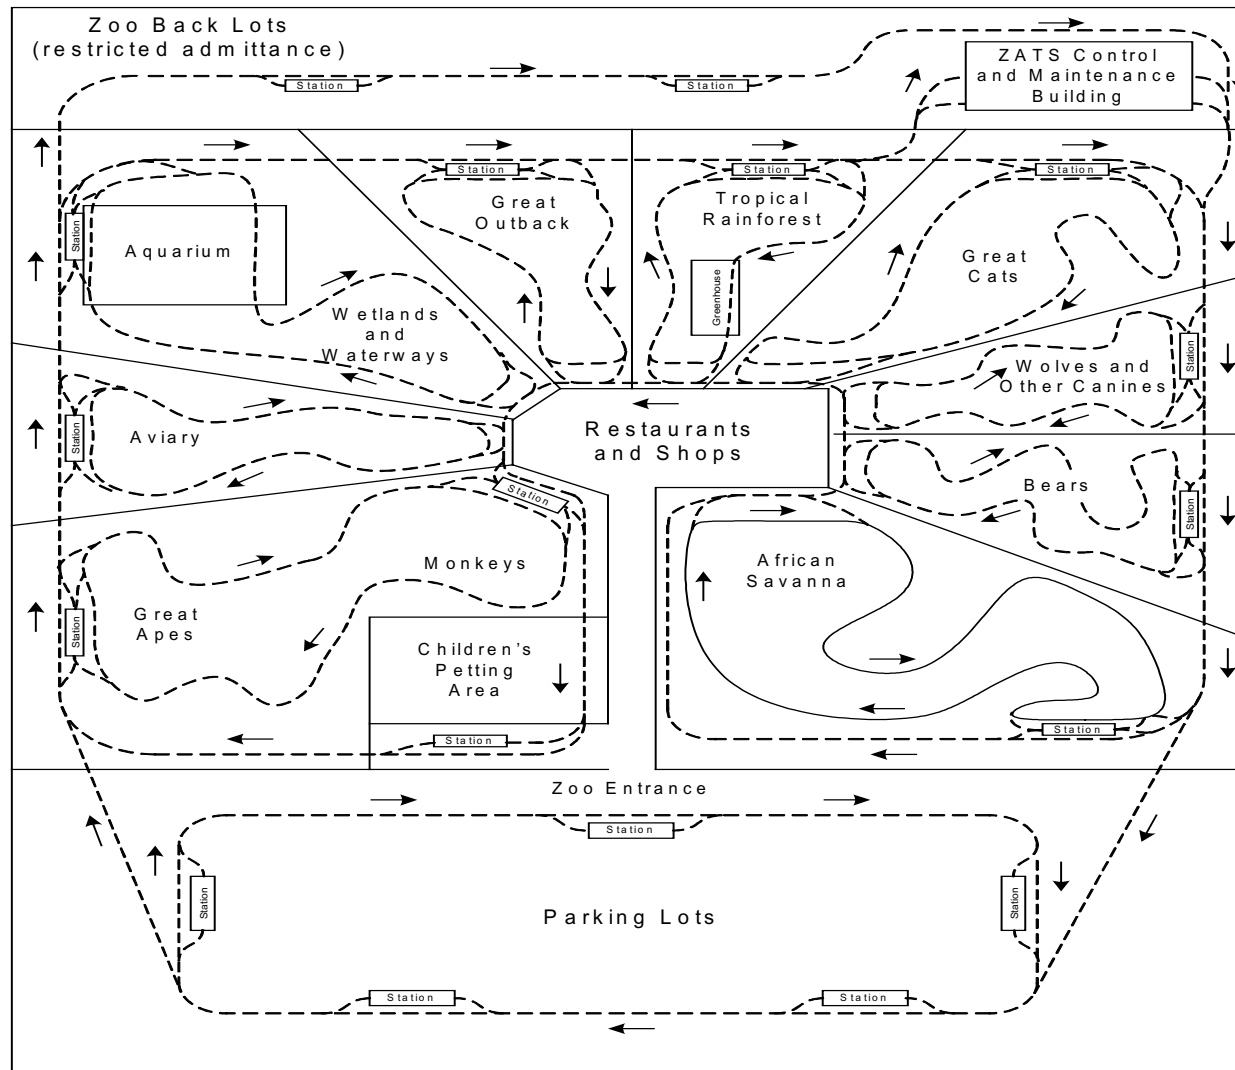 Zoo Back Lots
(restricted admittance)
Station
Station
ZATS Control
and Maintenance
Building
Station
Station
Station
Great
Outback
Tropical
Rainforest
Station
Aquarium
Great
Cats
Greenhouse
Wetlands
and
Waterways
Station
Wolves and
Other Canines
Station
Aviary
Restaurants
and Shops
Station
Bears
Station
Monkeys
African
Savanna
Station
Great
Apes
Children's
Petting
Area
Station
Station
Zoo Entrance
Station
Station
Parking Lots
Station
Station
Station